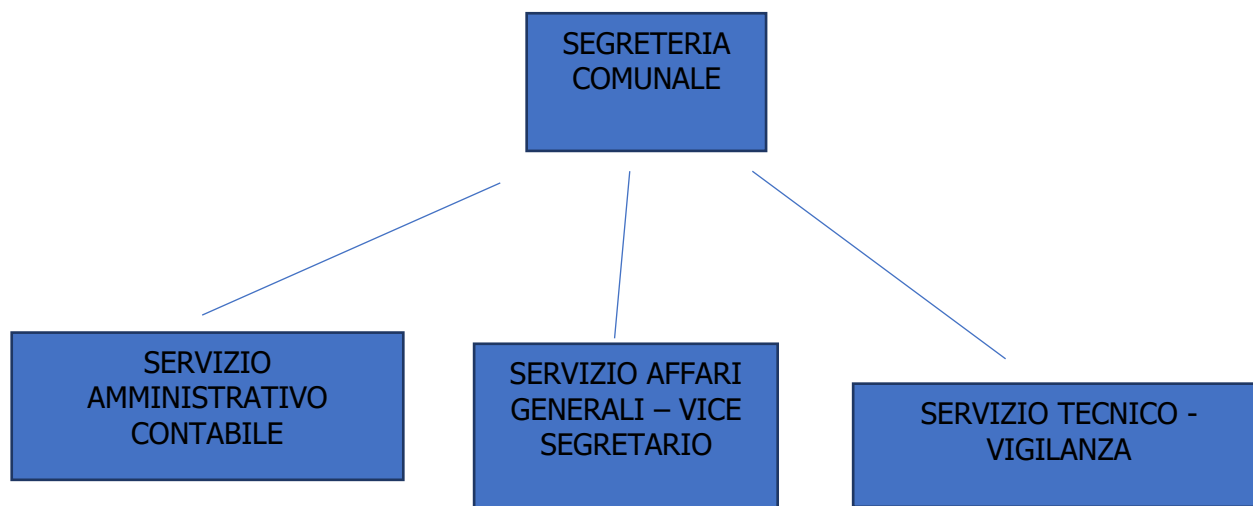 SEGRETERIA
COMUNALE
SERVIZIO
AMMINISTRATIVO
CONTABILE
SERVIZIO AFFARI
GENERALI – VICE
SEGRETARIO
SERVIZIO TECNICO -
VIGILANZA